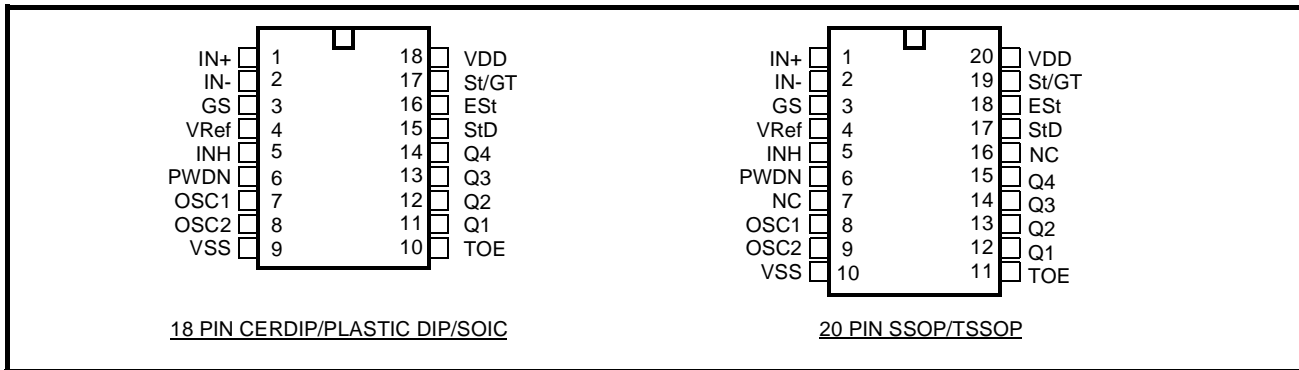 IN+ 1 18 VDD
IN- 2 17 St/GT
GS 3 16 ESt
VRef 4 15 StD
INH 5 14 Q4
PWDN 6 13 Q3
OSC1 7 12 Q2
OSC2 8 11 Q1
VSS 9 10 TOE
18 PIN CERDIP/PLASTIC DIP/SOIC
IN+ 1 20 VDD
IN- 2 19 St/GT
GS 3 18 ESt
VRef 4 17 StD
INH 5 16 NC
PWDN 6 15 Q4
NC 7 14 Q3
OSC1 8 13 Q2
OSC2 9 12 Q1
VSS 10 11 TOE
20 PIN SSOP/TSSOP